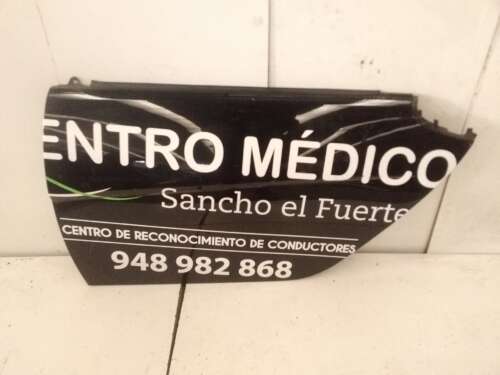 ENTRO MÉDICO
Sancho el Fuerte
CENTRO DE RECONOCIMIENTO DE CONDUCTORES
948 982 868